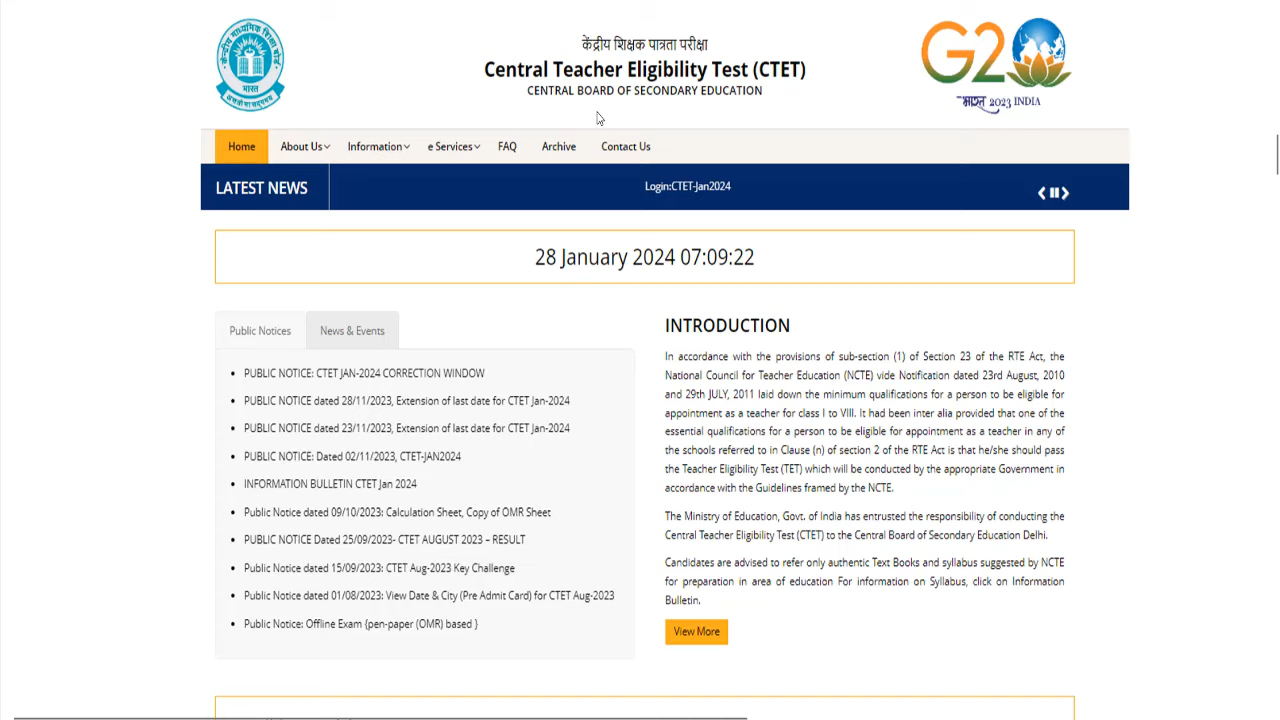 केंद्रीय शिक्षक पात्रता परीक्षा
Central Teacher Eligibility Test (CTET)
CENTRAL BOARD OF SECONDARY EDUCATION
केन्द्रीय माध्यमिक शिक्षा बोर्ड
भारत
असतो मा सद्गमय
G20
भारत 2023 INDIA
Home About Us Information e Services FAQ Archive Contact Us
LATEST NEWS
Login:CTET-Jan2024
28 January 2024 07:09:22
Public Notices News & Events
PUBLIC NOTICE: CTET JAN-2024 CORRECTION WINDOW
PUBLIC NOTICE dated 28/11/2023, Extension of last date for CTET Jan-2024
PUBLIC NOTICE dated 23/11/2023, Extension of last date for CTET Jan-2024
PUBLIC NOTICE: Dated 02/11/2023, CTET-JAN2024
INFORMATION BULLETIN CTET Jan 2024
Public Notice dated 09/10/2023: Calculation Sheet, Copy of OMR Sheet
PUBLIC NOTICE Dated 25/09/2023- CTET AUGUST 2023 – RESULT
Public Notice dated 15/09/2023: CTET Aug-2023 Key Challenge
Public Notice dated 01/08/2023: View Date & City (Pre Admit Card) for CTET Aug-2023
Public Notice: Offline Exam {pen-paper (OMR) based }
INTRODUCTION
In accordance with the provisions of sub-section (1) of Section 23 of the RTE Act, the
National Council for Teacher Education (NCTE) vide Notification dated 23rd August, 2010
and 29th JULY, 2011 laid down the minimum qualifications for a person to be eligible for
appointment as a teacher for class I to VIII. It had been inter alia provided that one of the
essential qualifications for a person to be eligible for appointment as a teacher in any of
the schools referred to in Clause (n) of section 2 of the RTE Act is that he/she should pass
the Teacher Eligibility Test (TET) which will be conducted by the appropriate Government in
accordance with the Guidelines framed by the NCTE.
The Ministry of Education, Govt. of India has entrusted the responsibility of conducting the
Central Teacher Eligibility Test (CTET) to the Central Board of Secondary Education Delhi.
Candidates are advised to refer only authentic Text Books and syllabus suggested by NCTE
for preparation in area of education For information on Syllabus, click on Information
Bulletin.
View More